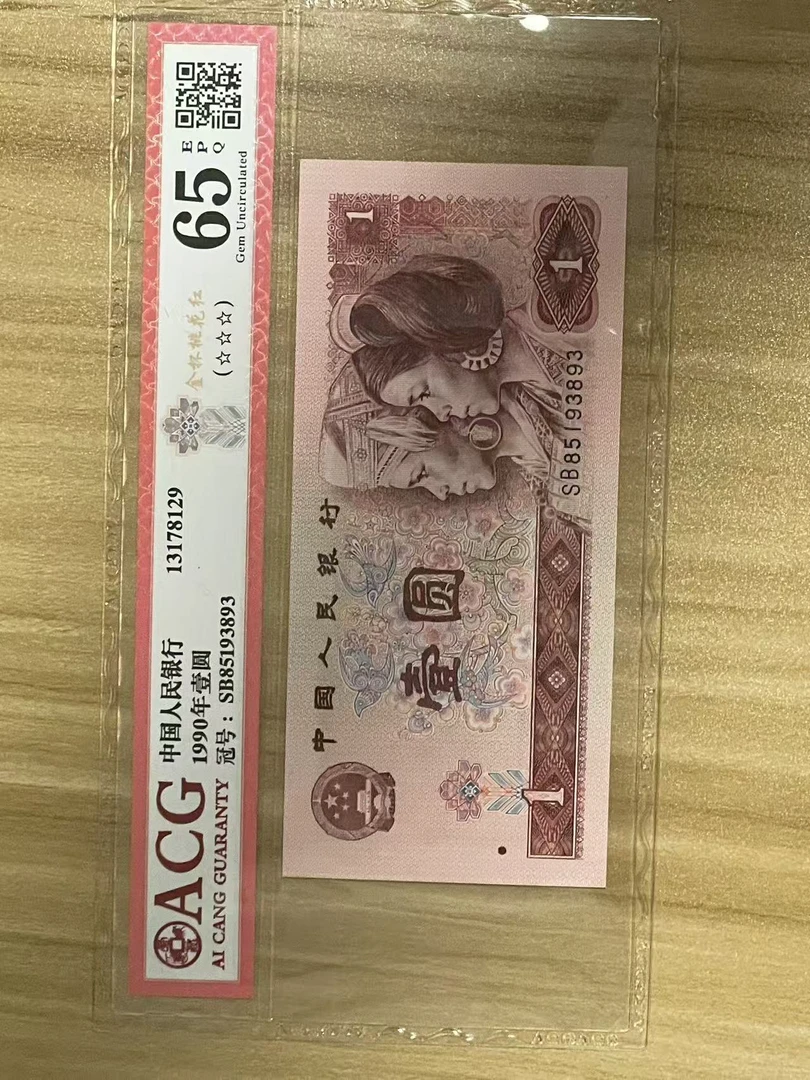 ACG
AI CANG GUARANTY
中国人民银行 13178129
1990年壹圆
冠号：SB85193893
金杯桃花红
(☆☆☆)
65
EPQ
Gem Uncirculated
中国人民银行
壹圆
1
1
1
SB85193893